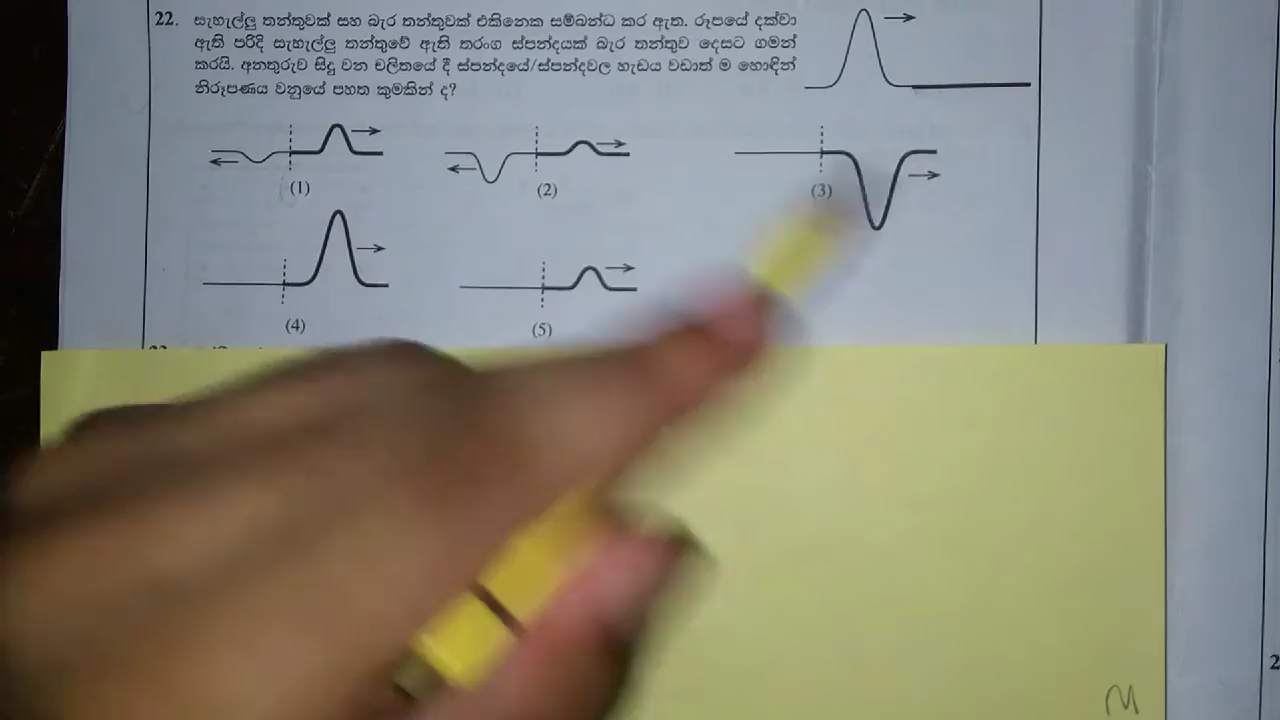 22. සැහැල්ලු තන්තුවක් සහ බැර තන්තුවක් එකිනෙක සම්බන්ධ කර ඇත. රූපයේ දක්වා
ඇති පරිදි සැහැල්ලු තන්තුවේ ඇති තරංග ස්පන්දයක් බැර තන්තුව දෙසට ගමන්
කරයි. අනතුරුව සිදු වන චලිතයේ දී ස්පන්දයේ/ස්පන්දවල හැඩය වඩාත් ම හොඳින්
නිරූපණය වනුයේ පහත කුමකින් ද?
(1) (2) (3)
(4) (5)
2